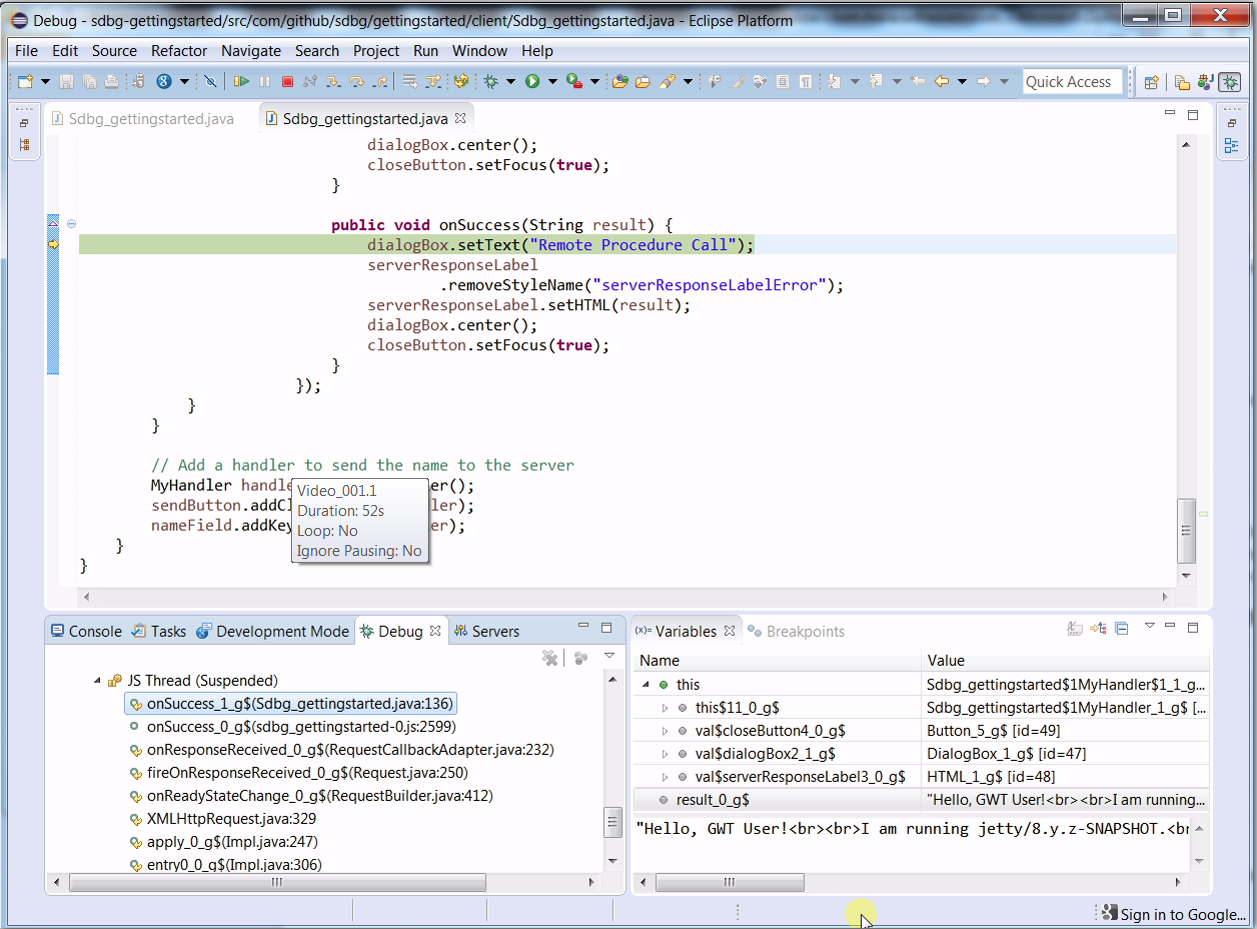 Debug - sdbg-gettingstarted/src/com/github/sdbg/gettingstarted/client/Sdbg_gettingstarted.java - Eclipse Platform
File Edit Source Refactor Navigate Search Project Run Window Help
Quick Access
Sdbg_gettingstarted.java
Sdbg_gettingstarted.java
dialogBox.center();
closeButton.setFocus(true);
}
public void onSuccess(String result) {
dialogBox.setText("Remote Procedure Call");
serverResponseLabel
.removeStyleName("serverResponseLabelError");
serverResponseLabel.setHTML(result);
dialogBox.center();
closeButton.setFocus(true);
}
});
}
}
// Add a handler to send the name to the server
MyHandler handle er();
sendButton.addCl ler);
nameField.addKey er);
}
}
Video_001.1
Duration: 52s
Loop: No
Ignore Pausing: No
Console Tasks Development Mode Debug Servers
JS Thread (Suspended)
onSuccess_1_g$(Sdbg_gettingstarted.java:136)
onSuccess_0_g$(sdbg_gettingstarted-0.js:2599)
onResponseReceived_0_g$(RequestCallbackAdapter.java:232)
fireOnResponseReceived_0_g$(Request.java:250)
onReadyStateChange_0_g$(RequestBuilder.java:412)
XMLHttpRequest.java:329
apply_0_g$(Impl.java:247)
entry0_0_g$(Impl.java:306)
(x)= Variables Breakpoints
Name Value
this Sdbg_gettingstarted$1MyHandler$1_1_g...
this$11_0_g$ Sdbg_gettingstarted$1MyHandler_1_g$ [...
val$closeButton4_0_g$ Button_5_g$ [id=49]
val$dialogBox2_1_g$ DialogBox_1_g$ [id=47]
val$serverResponseLabel3_0_g$ HTML_1_g$ [id=48]
result_0_g$ "Hello, GWT User!<br><br>I am running...
"Hello, GWT User!<br><br>I am running jetty/8.y.z-SNAPSHOT.<br
Sign in to Google...